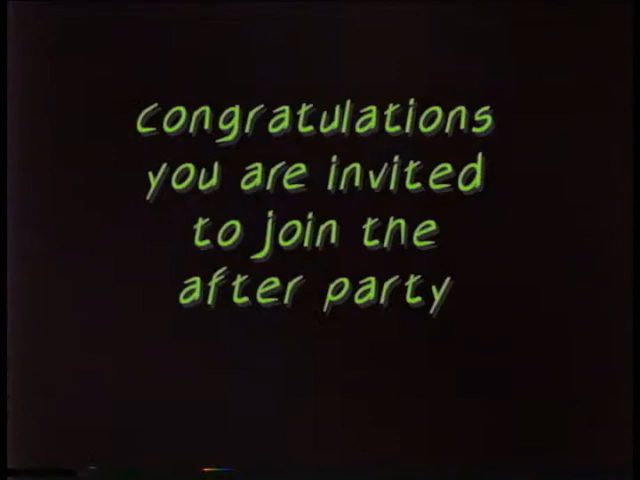 congratulations
you are invited
to join the
after party